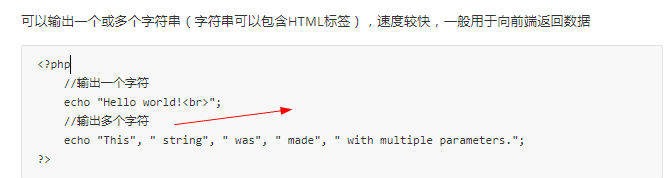 可以输出一个或多个字符串（字符串可以包含HTML标签），速度较快，一般用于向前端返回数据
<?php
//输出一个字符
echo "Hello world!<br>";
//输出多个字符
echo "This", " string", " was", " made", " with multiple parameters.";
?>